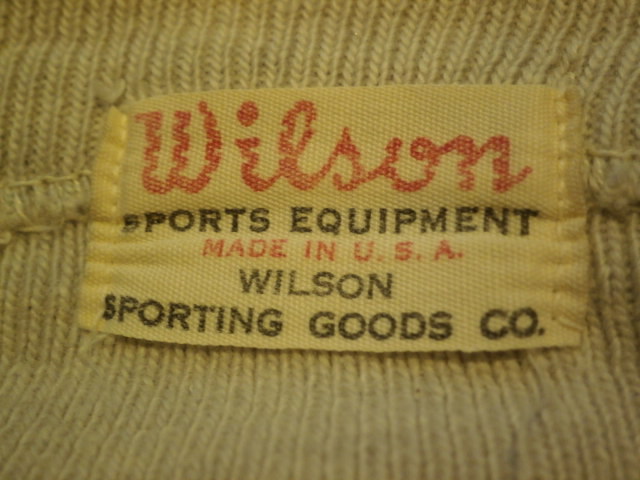 Wilson
SPORTS EQUIPMENT
MADE IN U.S.A.
WILSON
SPORTING GOODS CO.